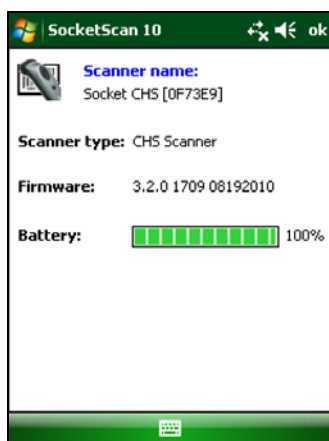 SocketScan 10 ok
Scanner name:
Socket CHS [0F73E9]
Scanner type: CHS Scanner
Firmware: 3.2.0 1709 08192010
Battery: 100%